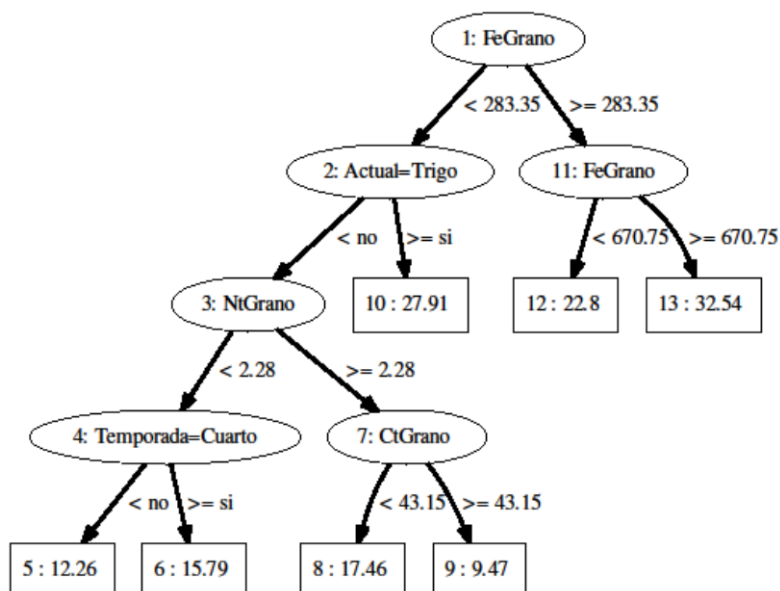 1: FeGrano
< 283.35 >= 283.35
2: Actual=Trigo 11: FeGrano
< no >= si < 670.75 >= 670.75
3: NtGrano 10 : 27.91 12 : 22.8 13 : 32.54
< 2.28 >= 2.28
4: Temporada=Cuarto 7: CtGrano
< no >= si < 43.15 >= 43.15
5 : 12.26 6 : 15.79 8 : 17.46 9 : 9.47